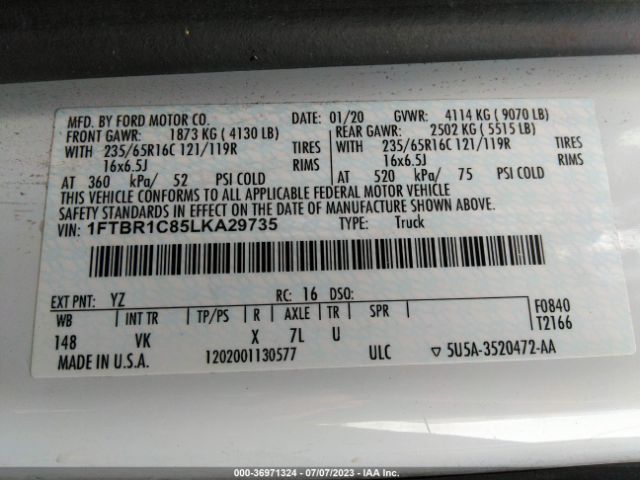 MFD. BY FORD MOTOR CO. DATE: 01/20 GVWR: 4114 KG ( 9070 LB)
FRONT GAWR: 1873 KG ( 4130 LB) REAR GAWR: 2502 KG ( 5515 LB)
WITH 235/65R16C 121/119R TIRES WITH 235/65R16C 121/119R TIRES
16x6.5J RIMS 16x6.5J RIMS
AT 360 kPa/ 52 PSI COLD AT 520 kPa/ 75 PSI COLD
THIS VEHICLE CONFORMS TO ALL APPLICABLE FEDERAL MOTOR VEHICLE
SAFETY STANDARDS IN EFFECT ON THE DATE OF MANUFACTURE SHOWN ABOVE.
VIN: 1FTBR1C85LKA29735 TYPE: Truck
EXT PNT: YZ RC: 16 DSO:
WB INT TR TP/PS R AXLE TR SPR F0840
T2166
148 VK X 7L U
MADE IN U.S.A. 1202001130577 ULC ▽ 5U5A-3520472-AA
000-36971324 | 07/07/2023 - IAA Inc.